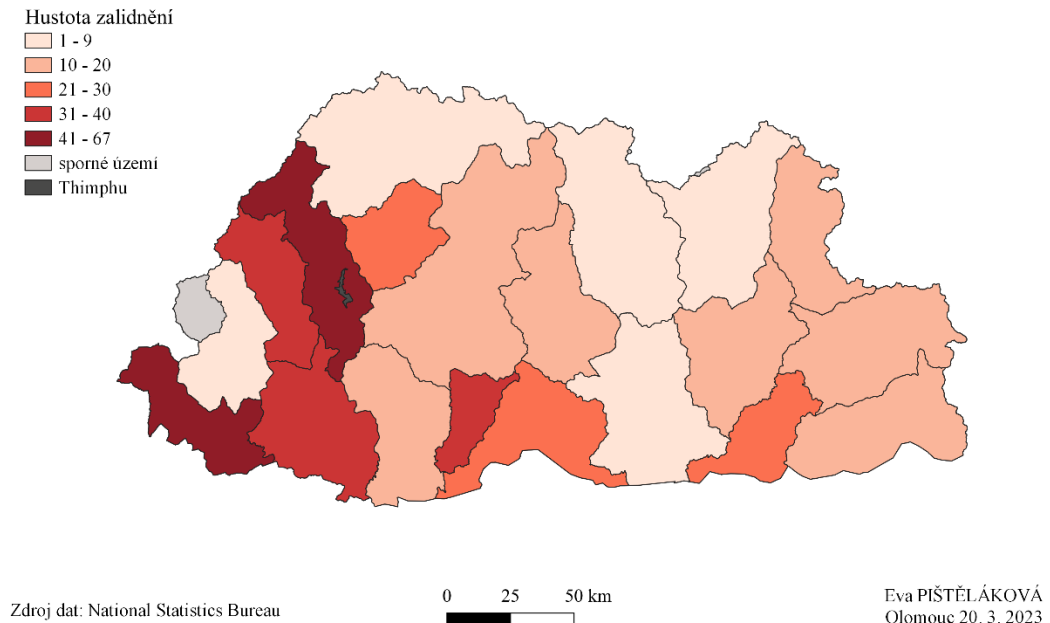 Hustota zalidnění
1 - 9
10 - 20
21 - 30
31 - 40
41 - 67
sporné území
Thimphu
0 25 50 km
Zdroj dat: National Statistics Bureau
Eva PIŠTĚLÁKOVÁ
Olomouc 20. 3. 2023